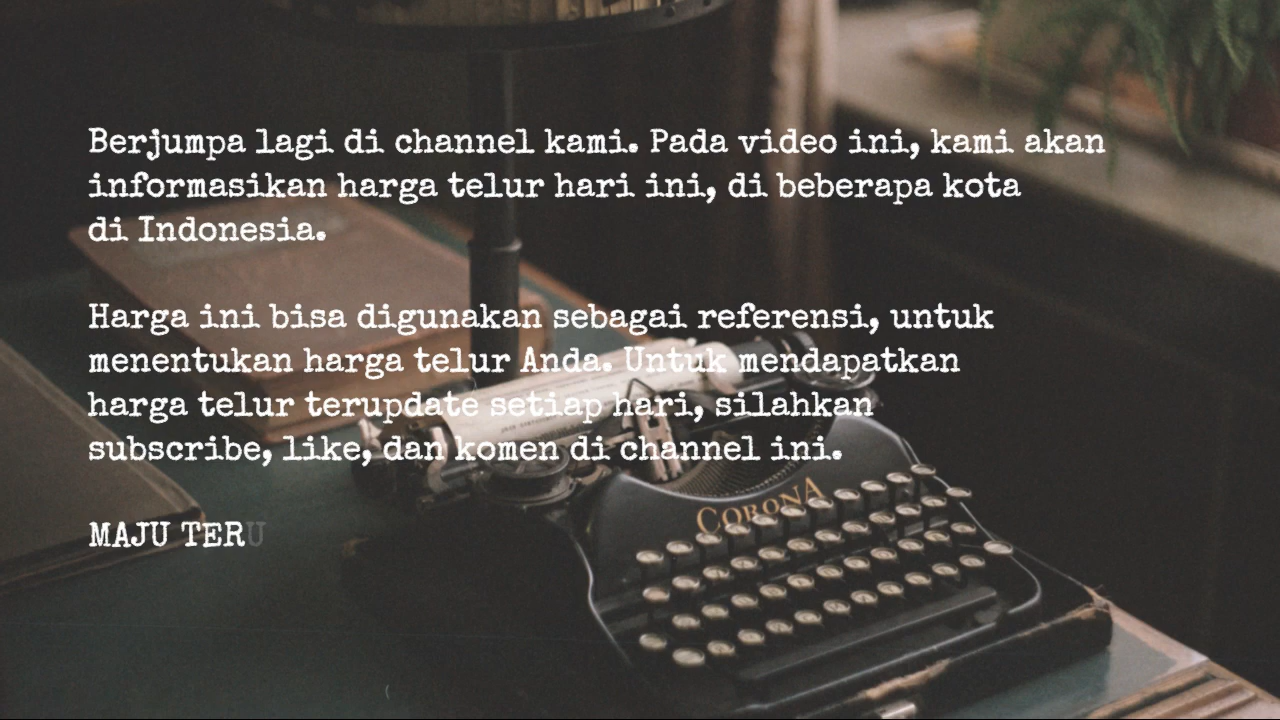 Berjumpa lagi di channel kami. Pada video ini, kami akan
informasikan harga telur hari ini, di beberapa kota
di Indonesia.
Harga ini bisa digunakan sebagai referensi, untuk
menentukan harga telur Anda. Untuk mendapatkan
harga telur terupdate setiap hari, silahkan
subscribe, like, dan komen di channel ini.
MAJU TERU
CORONA